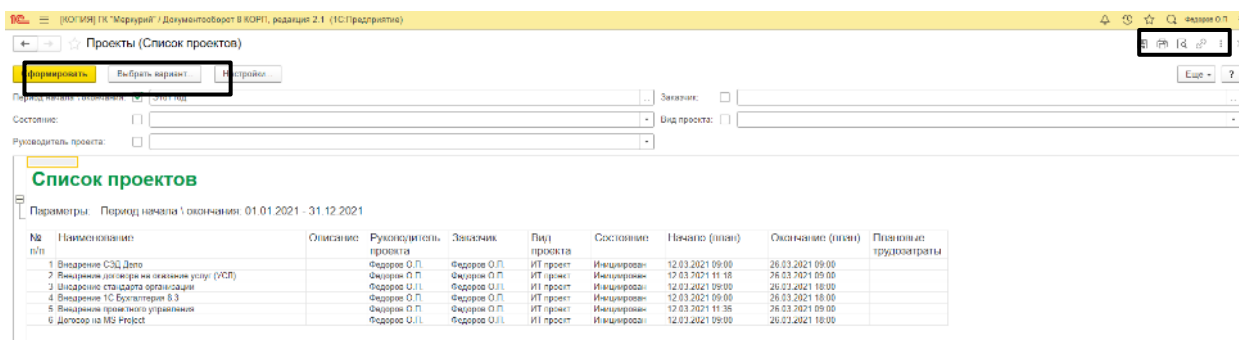 [КОПИЯ] ГК "Меркурий" / Документооборот 8 КОРП, редакция 2.1 (1С:Предприятие) Федоров О.П.
Проекты (Список проектов)
Сформировать Выбрать вариант... Настройки... Еще ?
Период начала \ окончания: Этот год Заказчик:
Состояние: Вид проекта:
Руководитель проекта:
Список проектов
Параметры: Период начала \ окончания: 01.01.2021 - 31.12.2021
№ Наименование Описание Руководитель Заказчик Вид Состояние Начало (план) Окончание (план) Плановые
п/п проекта проекта трудозатраты
1 Внедрение СЭД Дело Федоров О.П. Федоров О.П. ИТ проект Инициирован 12.03.2021 09:00 26.03.2021 09:00
2 Внедрение договора на оказание услуг (УСЛ) Федоров О.П. Федоров О.П. ИТ проект Инициирован 12.03.2021 11:18 26.03.2021 09:00
3 Внедрение стандарта организации Федоров О.П. Федоров О.П. ИТ проект Инициирован 12.03.2021 09:00 26.03.2021 18:00
4 Внедрение 1С Бухгалтерия 8.3 Федоров О.П. Федоров О.П. ИТ проект Инициирован 12.03.2021 09:00 26.03.2021 18:00
5 Внедрение проектного управления Федоров О.П. Федоров О.П. ИТ проект Инициирован 12.03.2021 11:35 26.03.2021 09:00
6 Договор на MS Project Федоров О.П. Федоров О.П. ИТ проект Инициирован 12.03.2021 09:00 26.03.2021 18:00